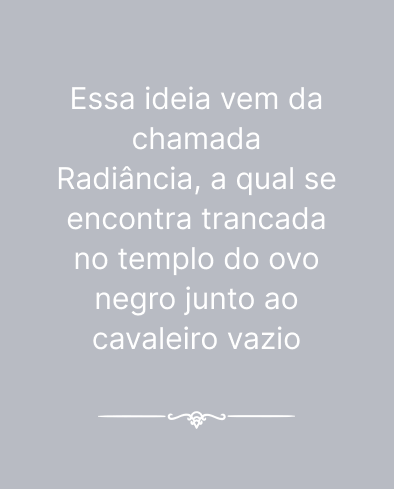 Essa ideia vem da
chamada
Radiância, a qual se
encontra trancada
no templo do ovo
negro junto ao
cavaleiro vazio